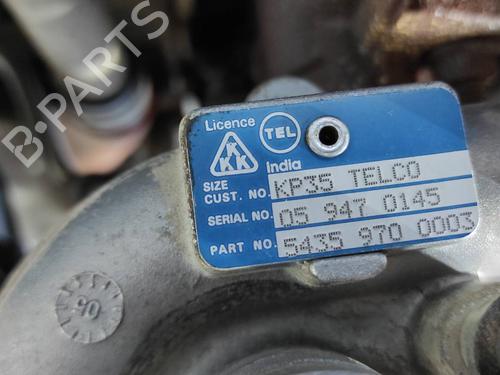 B-PARTS
Licence
KKK
TEL
India
SIZE
CUST. NO. KP35 TELCO
SERIAL NO. 05 947 0145
PART NO. 5435 970 0003
05